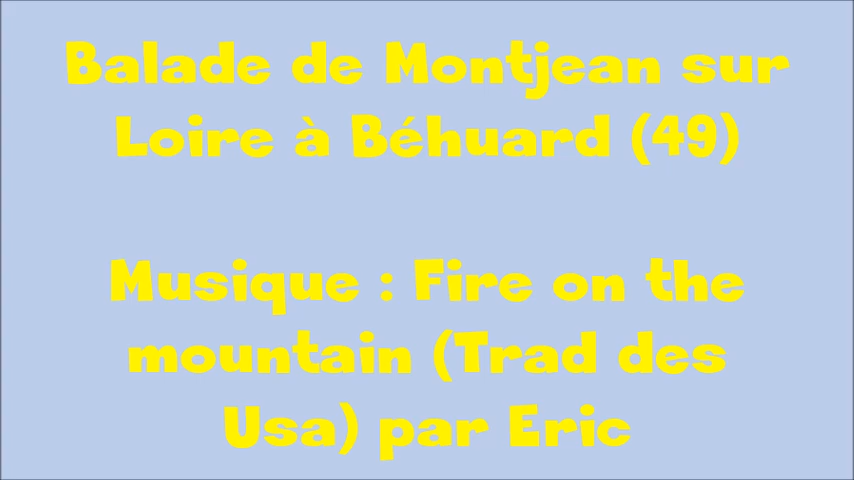 Balade de Montjean sur
Loire à Béhuard (49)
Musique : Fire on the
mountain (Trad des
Usa) par Eric